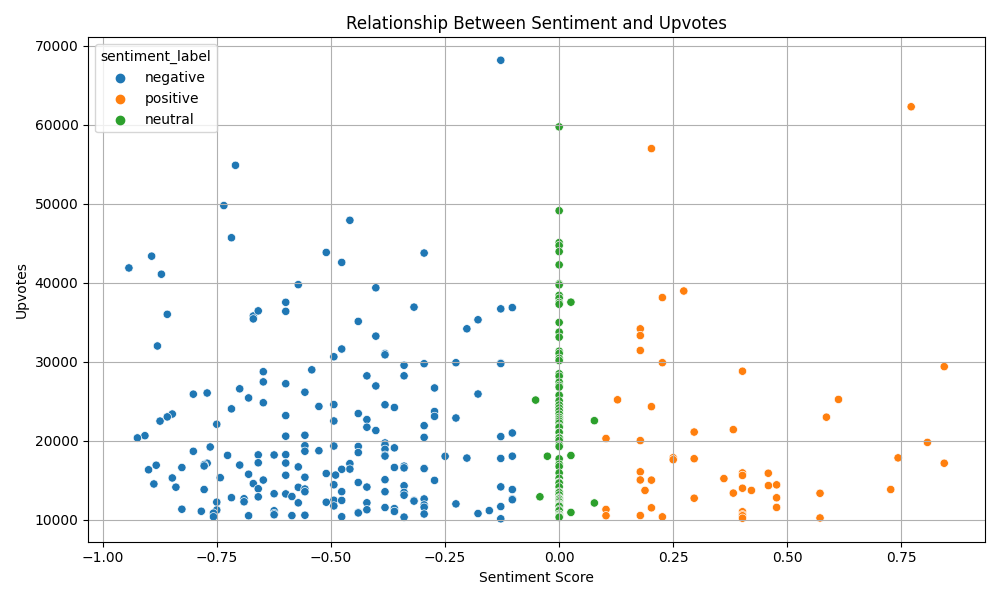 Relationship Between Sentiment and Upvotes
sentiment_label
negative
positive
neutral
Upvotes
70000
60000
50000
40000
30000
20000
10000
−1.00 −0.75 −0.50 −0.25 0.00 0.25 0.50 0.75
Sentiment Score